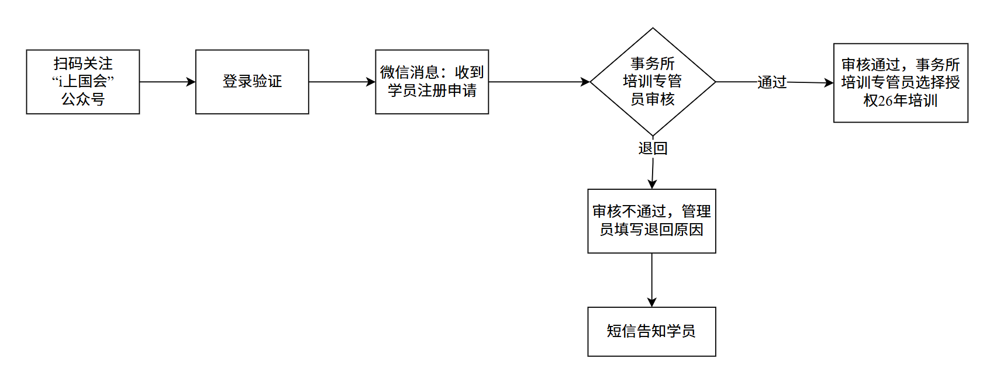 扫码关注
“i上国会”
公众号
登录验证
微信消息：收到
学员注册申请
事务所
培训专管
员审核
通过
审核通过，事务所
培训专管员选择授
权26年培训
退回
审核不通过，管理
员填写退回原因
短信告知学员